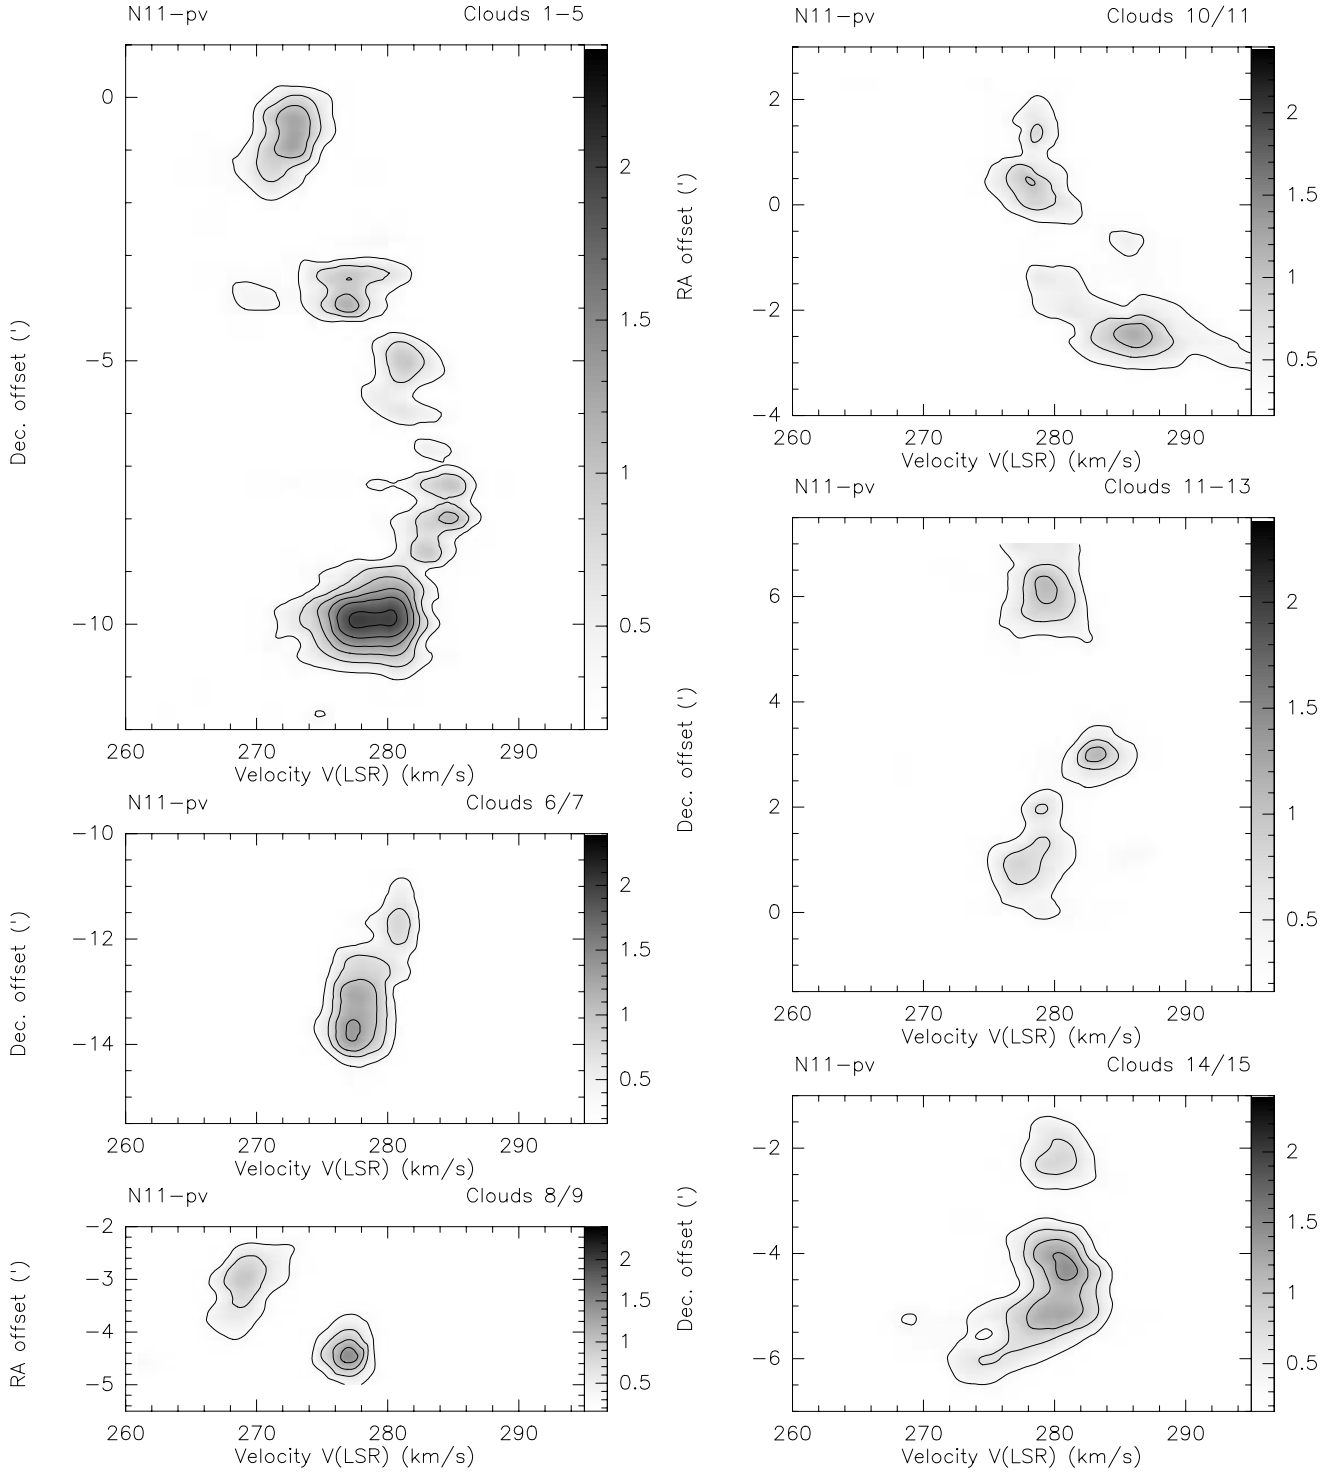 N11-pv Clouds 1-5
0
-5
-10
2
1.5
1
0.5
Dec. offset (')
260 270 280 290
Velocity V(LSR) (km/s)
N11-pv Clouds 6/7
-10
-12
-14
2
1.5
1
0.5
Dec. offset (')
260 270 280 290
Velocity V(LSR) (km/s)
N11-pv Clouds 8/9
-2
-3
-4
-5
2
1.5
1
0.5
RA offset (')
260 270 280 290
Velocity V(LSR) (km/s)
N11-pv Clouds 10/11
2
0
-2
-4
2
1.5
1
0.5
RA offset (')
260 270 280 290
Velocity V(LSR) (km/s)
N11-pv Clouds 11-13
6
4
2
0
2
1.5
1
0.5
Dec. offset (')
260 270 280 290
Velocity V(LSR) (km/s)
N11-pv Clouds 14/15
-2
-4
-6
2
1.5
1
0.5
Dec. offset (')
260 270 280 290
Velocity V(LSR) (km/s)